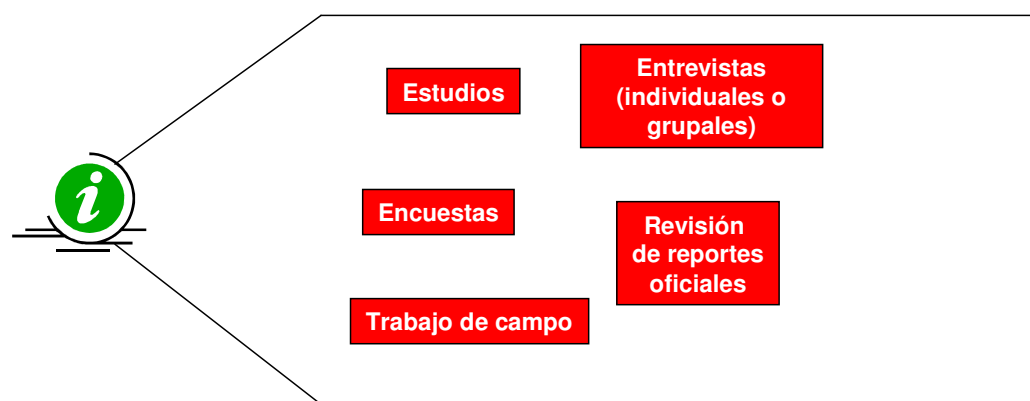 Estudios
Entrevistas
(individuales o
grupales)
Encuestas
Revisión
de reportes
oficiales
Trabajo de campo